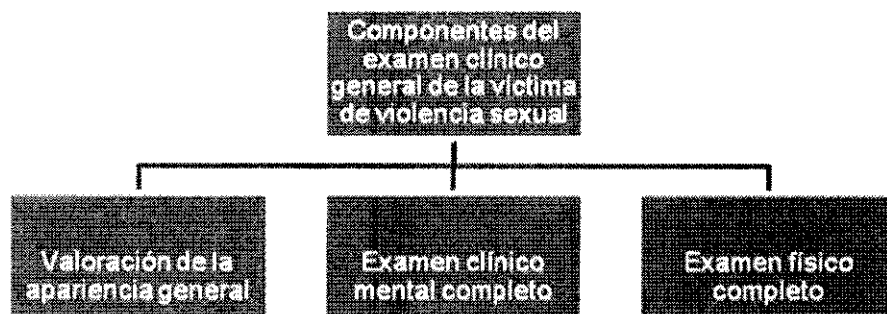 Componentes del
examen clínico
general de la víctima
de violencia sexual
Valoración de la
apariencia general
Examen clínico
mental completo
Examen físico
completo